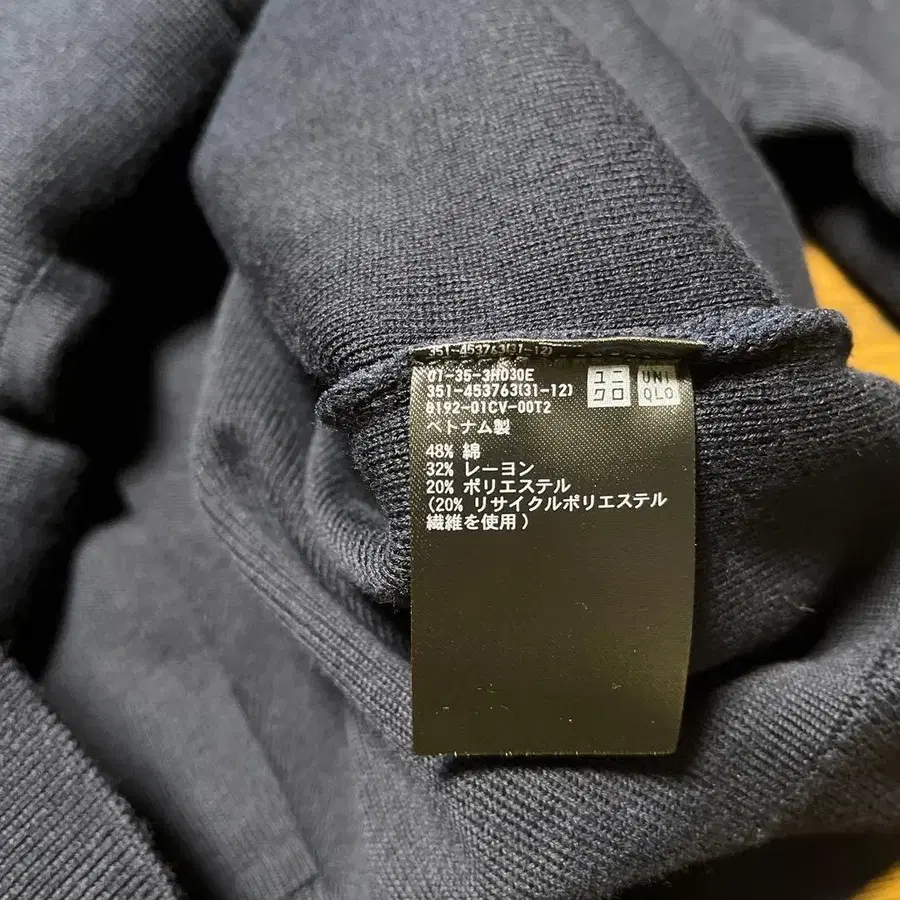 351-453763(31-12)
01-35-3H030E
351-453763(31-12)
0192-01CV-00T2
ベトナム製
48% 綿
32% レーヨン
20% ポリエステル
(20% リサイクルポリエステル
繊維を使用)
ユニ
クロ
UNI
QLO